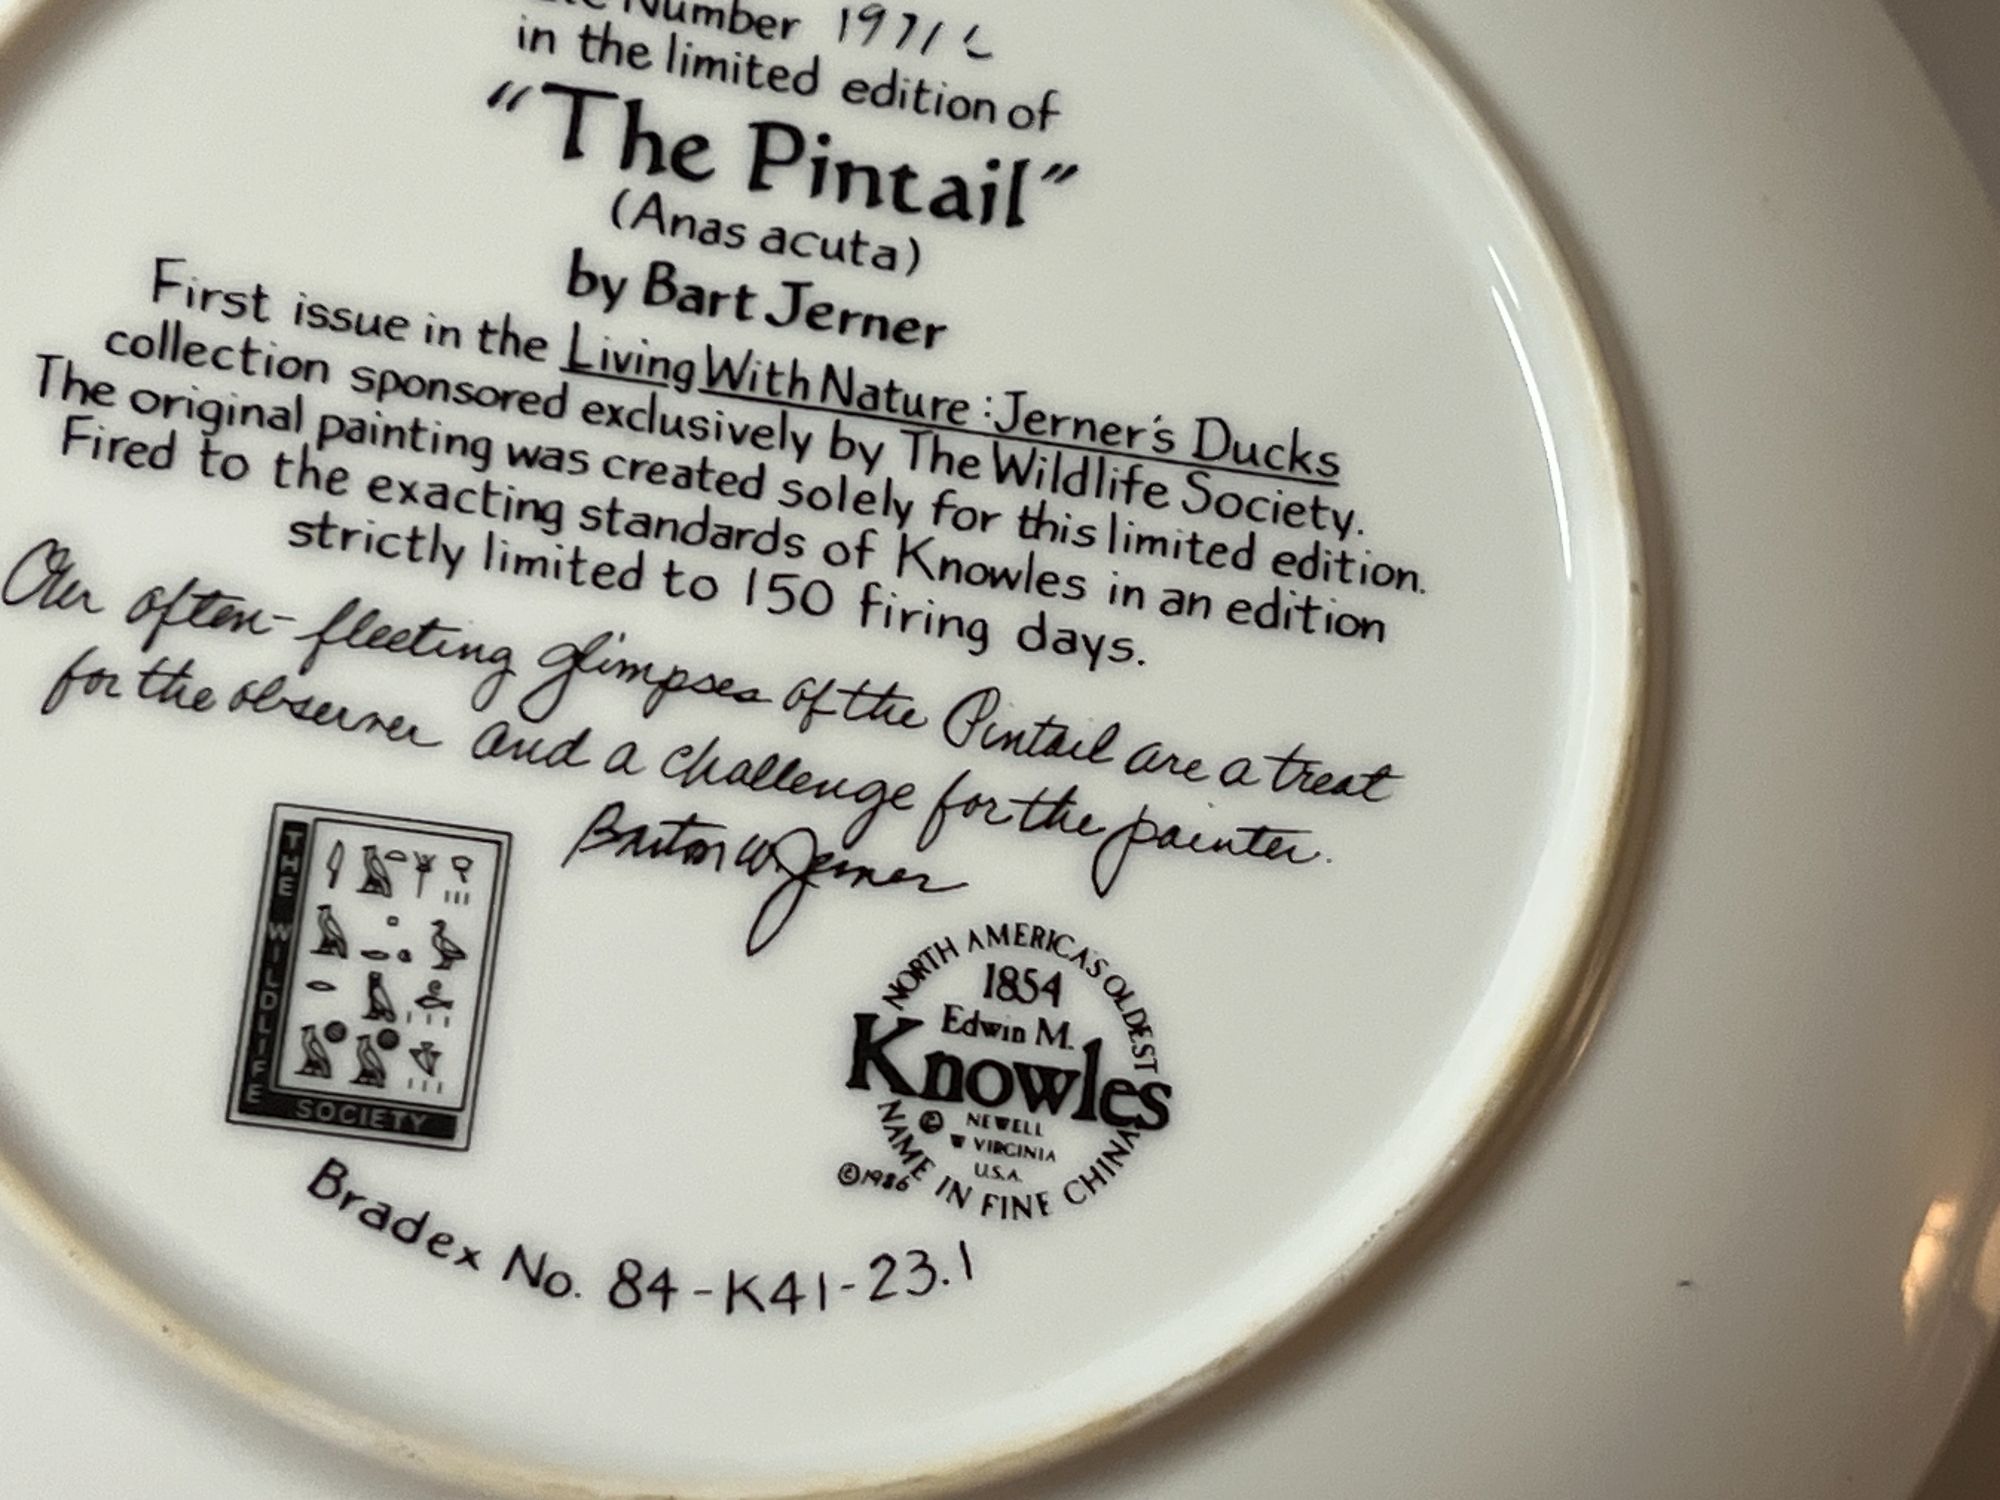 Number 1971
in the limited edition of
"The Pintail"
(Anas acuta)
by Bart Jerner
First issue in the Living With Nature: Jerner's Ducks
collection sponsored exclusively by The Wildlife Society.
The original painting was created solely for this limited edition.
Fired to the exacting standards of Knowles in an edition
strictly limited to 150 firing days.
Our often-fleeting glimpses of the Pintail are a treat
for the observer and a challenge for the painter.
Barton W. Jerner
THE WILDLIFE
SOCIETY
NORTH AMERICA'S OLDEST
1854
Edwin M.
Knowles
©
NEWELL
W VIRGINIA
U.S.A.
NAME IN FINE CHINA
©1986
Bradex No. 84-K41-23.1